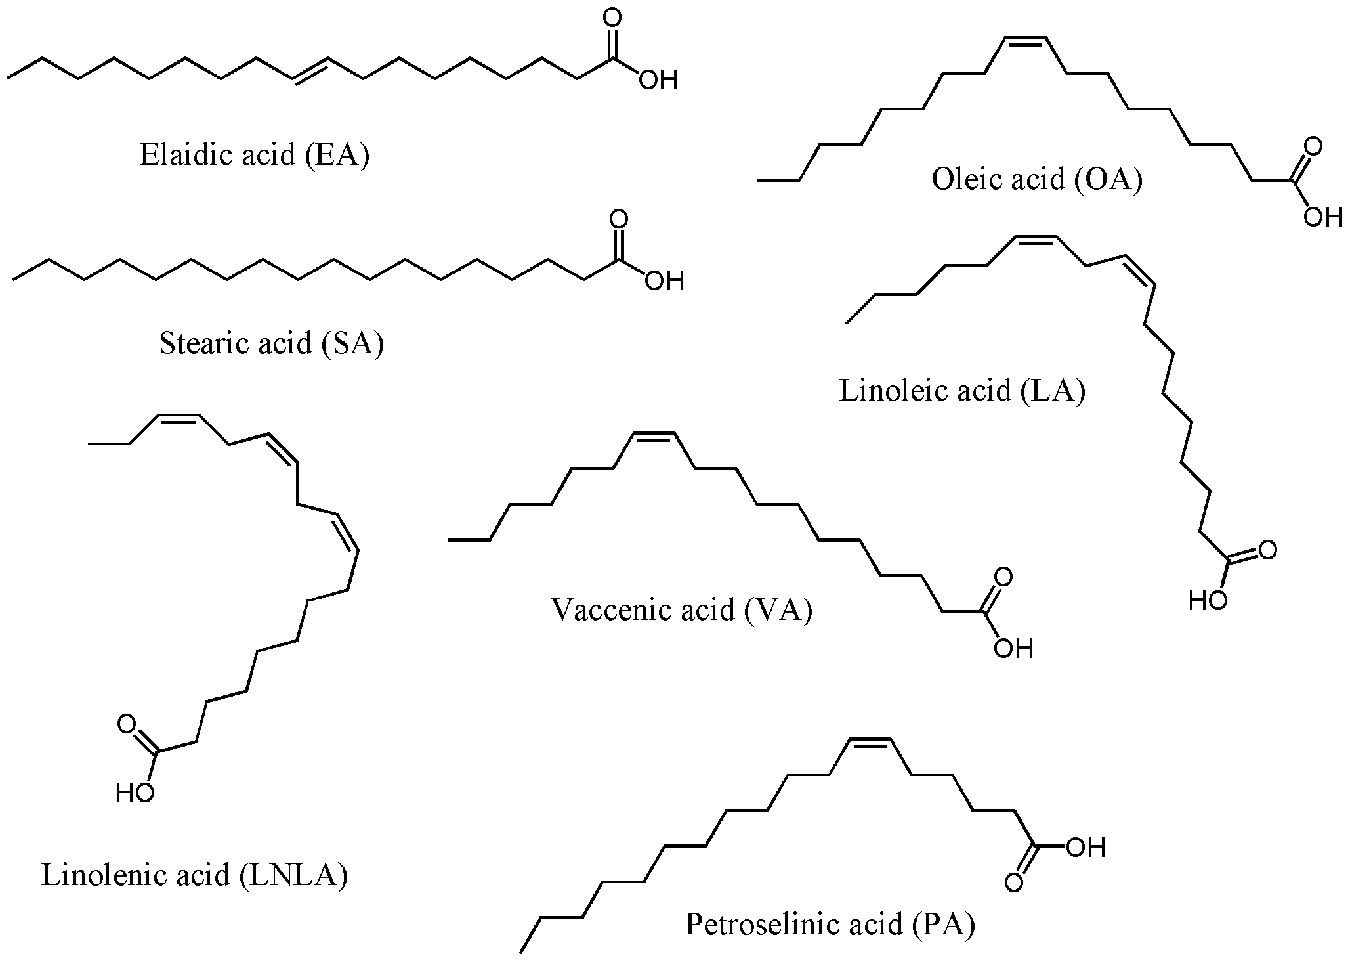 O
OH
Elaidic acid (EA)
O
OH
Oleic acid (OA)
O
OH
Stearic acid (SA)
Linoleic acid (LA)
O
HO
O
HO
Linolenic acid (LNLA)
O
OH
Vaccenic acid (VA)
OH
O
Petroselinic acid (PA)